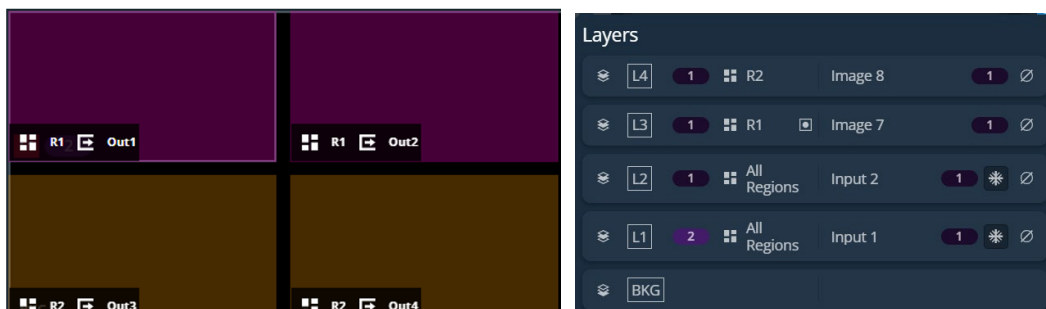 R1 Out1
R1 Out2
R2 Out3
R2 Out4
Layers
L4 1 R2 Image 8 1
L3 1 R1 Image 7 1
L2 1 All Regions Input 2 1
L1 2 All Regions Input 1 1
BKG